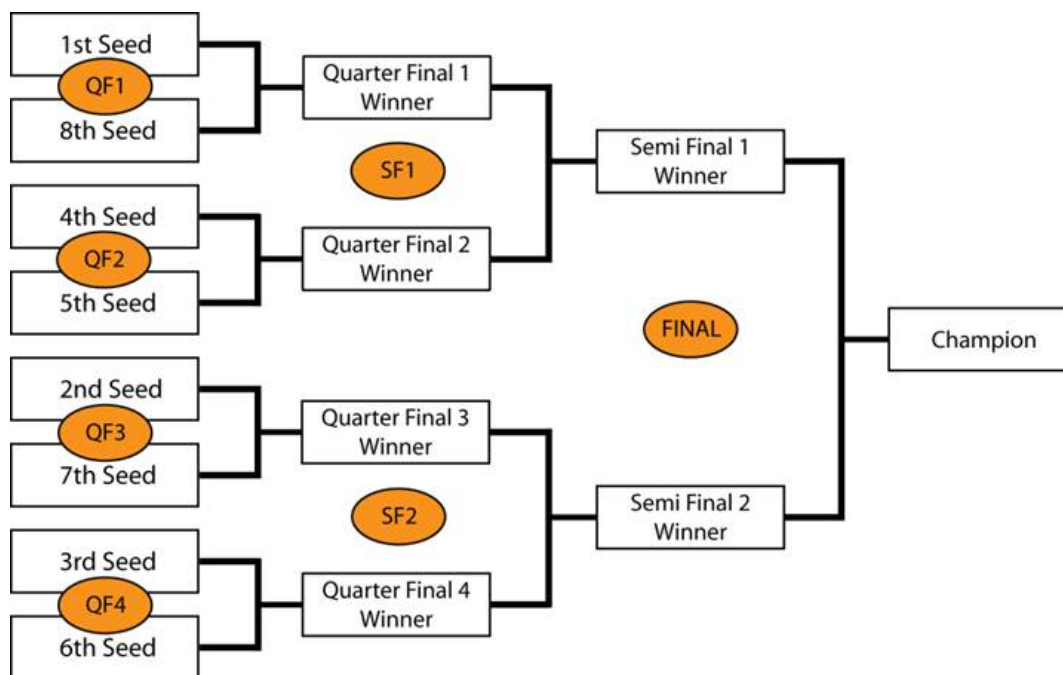 1st Seed
QF1
8th Seed
Quarter Final 1
Winner
SF1
4th Seed
QF2
5th Seed
Quarter Final 2
Winner
Semi Final 1
Winner
2nd Seed
QF3
7th Seed
Quarter Final 3
Winner
SF2
3rd Seed
QF4
6th Seed
Quarter Final 4
Winner
Semi Final 2
Winner
FINAL
Champion